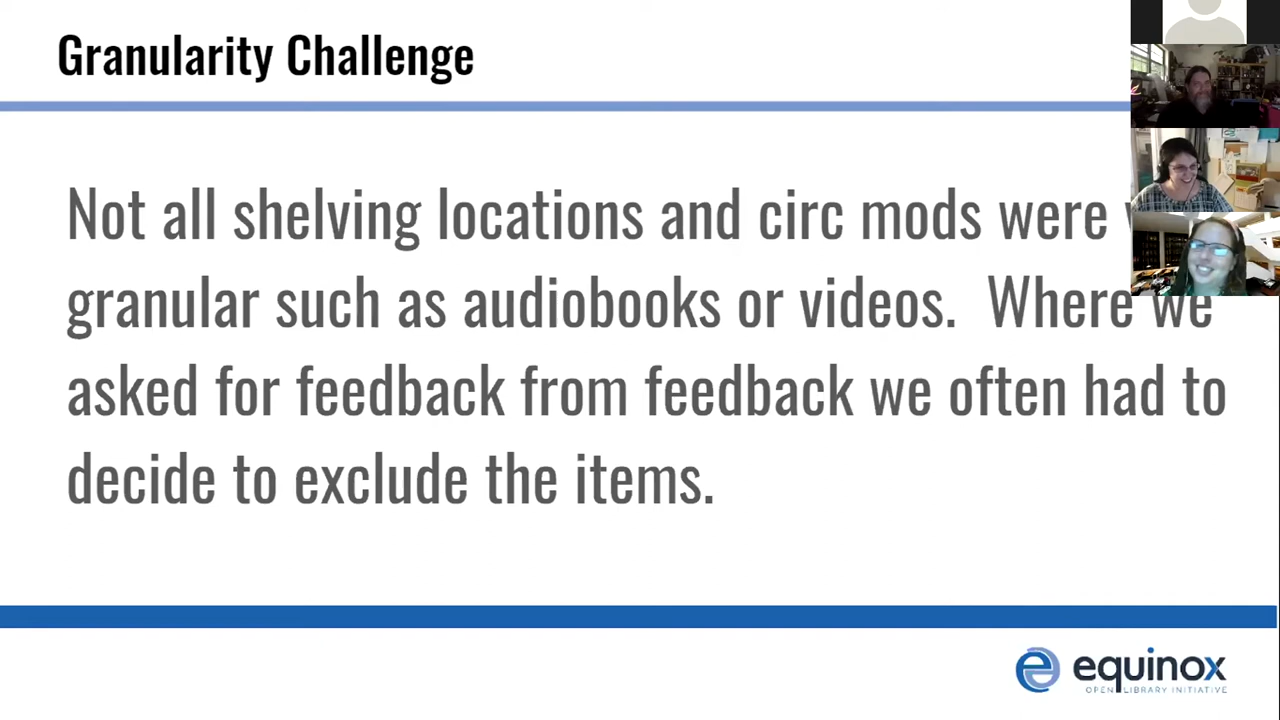 Granularity Challenge
Not all shelving locations and circ mods were
granular such as audiobooks or videos. Where we
asked for feedback from feedback we often had to
decide to exclude the items.
equinox
OPEN LIBRARY INITIATIVE